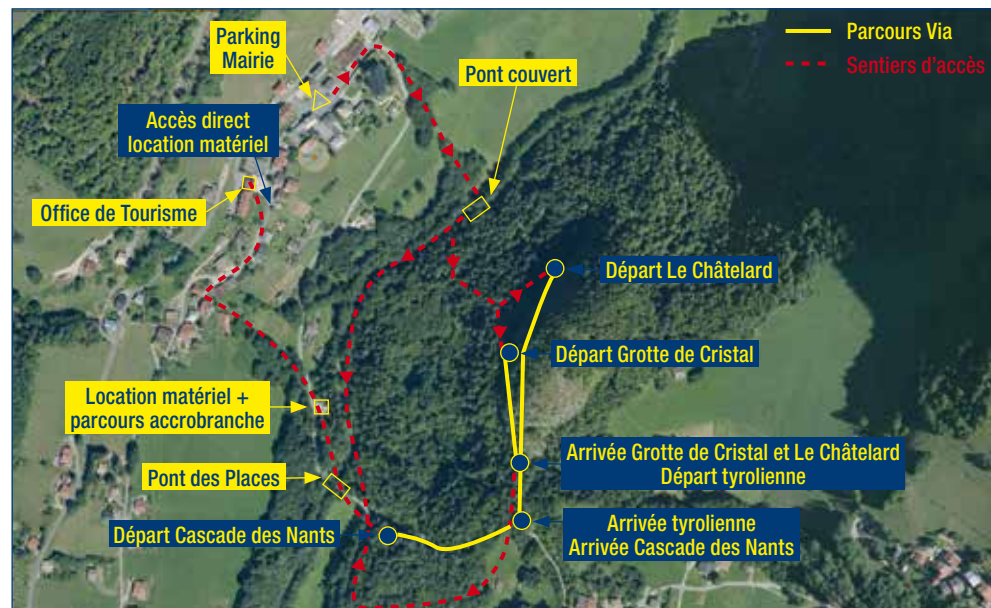 Parking
Mairie
Pont couvert
Parcours Via
Sentiers d'accès
Accès direct
location matériel
Office de Tourisme
Départ Le Châtelard
Départ Grotte de Cristal
Location matériel +
parcours accrobranche
Arrivée Grotte de Cristal et Le Châtelard
Départ tyrolienne
Pont des Places
Départ Cascade des Nants
Arrivée tyrolienne
Arrivée Cascade des Nants